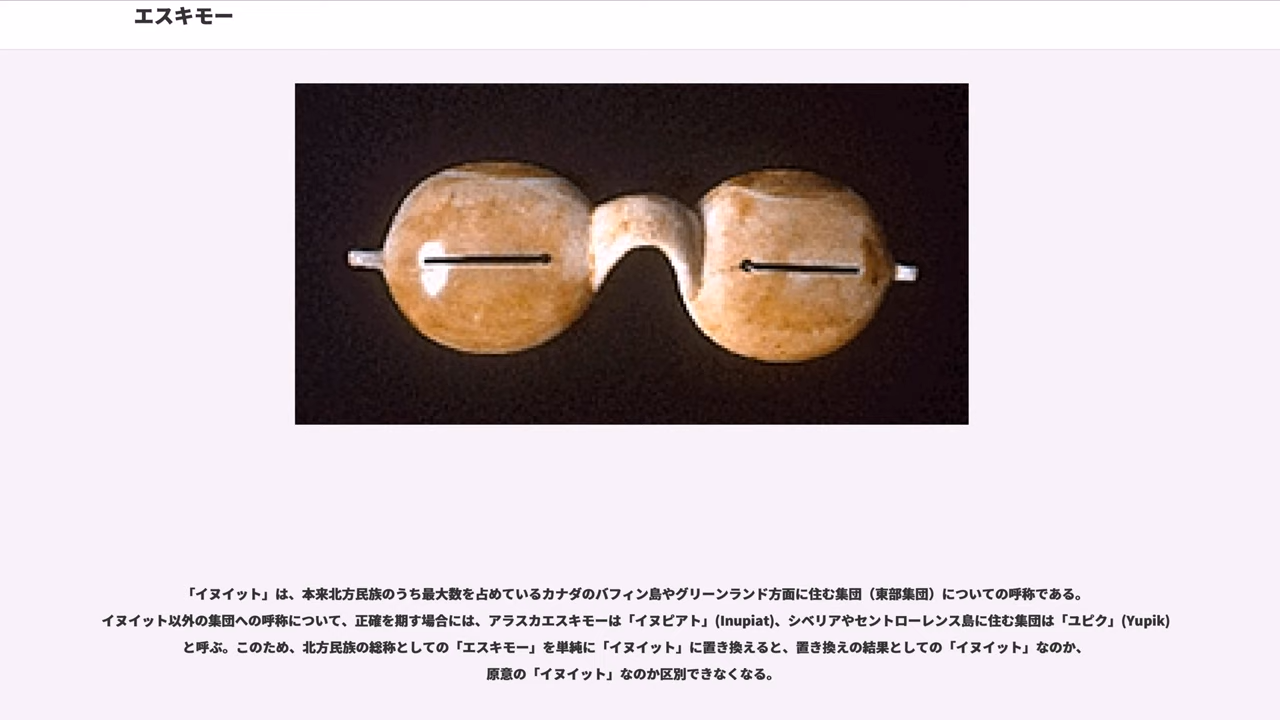 エスキモー
「イヌイット」は、本来北方民族のうち最大数を占めているカナダのバフィン島やグリーンランド方面に住む集団（東部集団）についての呼称である。
イヌイット以外の集団への呼称について、正確を期す場合には、アラスカエスキモーは「イヌピアト」(Inupiat)、シベリアやセントローレンス島に住む集団は「ユピク」(Yupik)
と呼ぶ。このため、北方民族の総称としての「エスキモー」を単純に「イヌイット」に置き換えると、置き換えの結果としての「イヌイット」なのか、
原意の「イヌイット」なのか区別できなくなる。